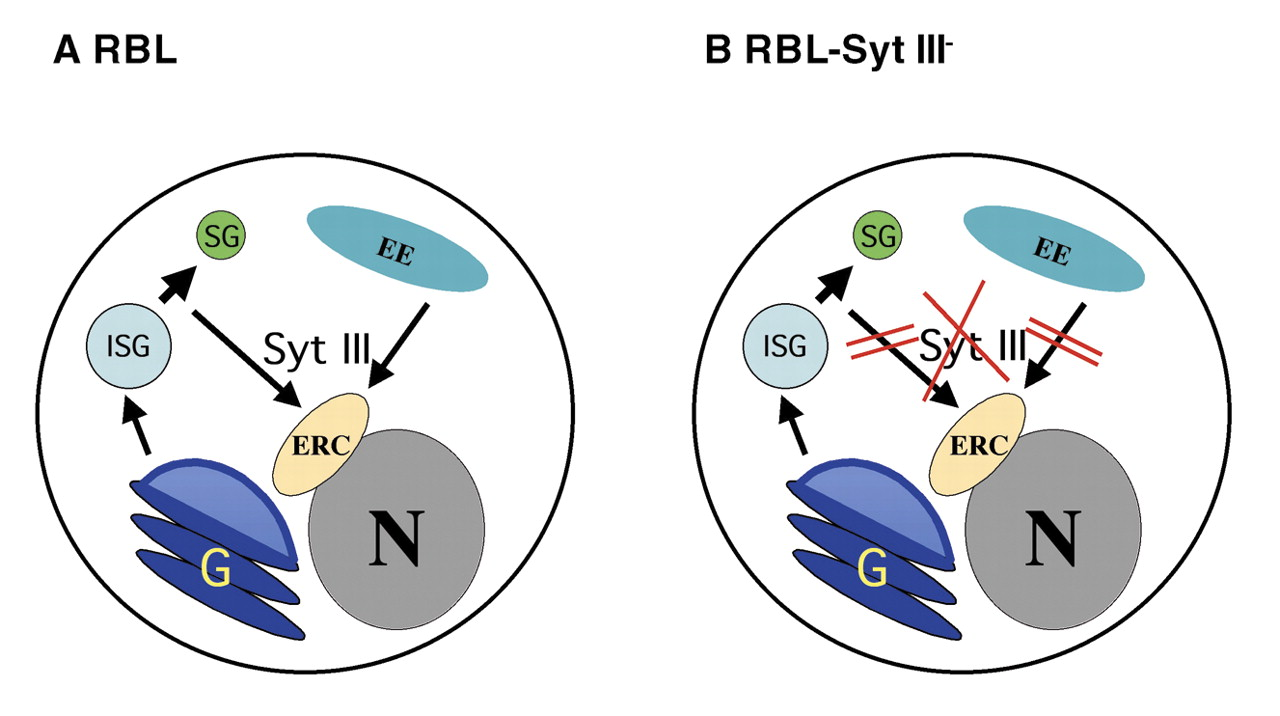 A RBL
SG
EE
ISG
Syt III
ERC
G
N
B RBL-Syt III-
SG
EE
ISG
Syt III
ERC
G
N